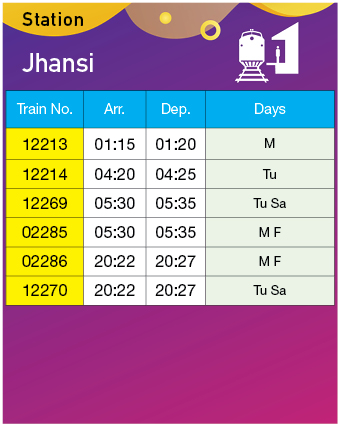 Station
Jhansi
Train No. Arr. Dep. Days
12213 01:15 01:20 M
12214 04:20 04:25 Tu
12269 05:30 05:35 Tu Sa
02285 05:30 05:35 M F
02286 20:22 20:27 M F
12270 20:22 20:27 Tu Sa